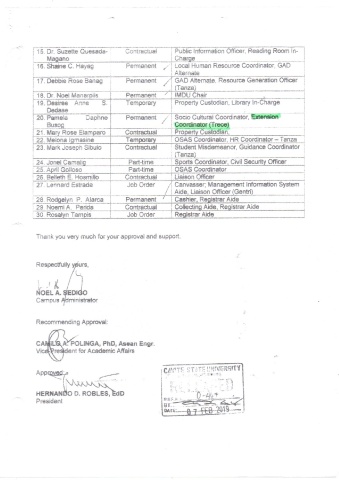 15. Dr. Suzette Quesada- Contractual Public Information Officer, Reading Room In-
Magano Charge
16. Sharre C. Hayag Permanent Local Human Resource Coordinator, GAD
Alternate
17. Debbie Rose Banag Permanent GAD Alternate, Resource Generation Officer
(Tanza)
18. Dr. Noel Manarpiis Permanent IMDU Chair
19. Desiree Anne S. Temporary Property Custodian, Library In-Charge
Dadase
20. Pamela Daphne Permanent Socio Cultural Coordinator, Extension
Busog Coordinator (Trece)
21. Mary Rose Elamparo Contractual Property Custodian,
22. Melona Igmasine Temporary OSAS Coordinator, HR Coordinator – Tanza
23. Mark Joseph Sibulo Contractual Student Misdemeanor, Guidance Coordinator
(Tanza)
24. Jonel Camalig Part-time Sports Coordinator, Civil Security Officer
25. April Golloso Part-time OSAS Coordinator
26. Belleth E. Hosmillo Contractual Liaison Officer
27. Lennard Estrada Job Order Canvasser; Management Information System
Aide, Liaison Officer (Gentri)
28. Rodgelyn P. Alarca Permanent Cashier, Registrar Aide
29. Noemi A. Perida Contractual Collecting Aide, Registrar Aide
30. Rosalyn Tampis Job Order Registrar Aide
Thank you very much for your approval and support.
Respectfully yours,
NOEL A. SEDIGO
Campus Administrator
Recommending Approval:
CAMILO A. POLINGA, PhD, Asean Engr.
Vice President for Academic Affairs
Approved:
HERNANDO D. ROBLES, EdD
President
CAVITE STATE UNIVERSITY
RELEASED
BY:
DATE: 07 FEB 2019